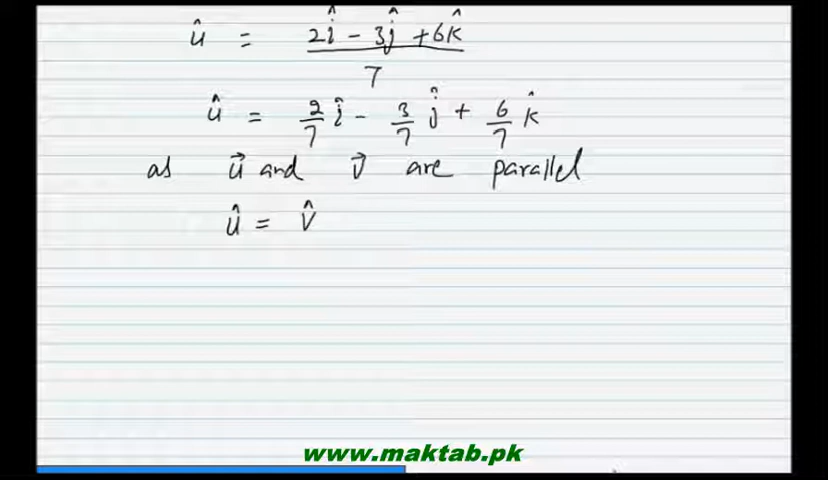 û = 2î - 3ĵ + 6k̂
7
û = 2/7 î - 3/7 ĵ + 6/7 k̂
as u⃗ and v⃗ are parallel
û = v̂
www.maktab.pk